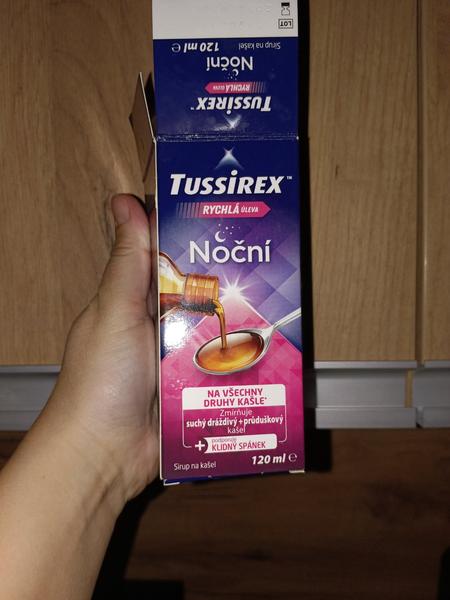 LOT
Sirup na kašel
120 ml ℮
Noční
RYCHLÁ ÚLEVA
TUSSIREX™
TUSSIREX™
RYCHLÁ ÚLEVA
Noční
NA VŠECHNY
DRUHY KAŠLE*
Zmírňuje
suchý dráždivý + průduškový
kašel
+ podporuje
KLIDNÝ SPÁNEK
Sirup na kašel
120 ml ℮